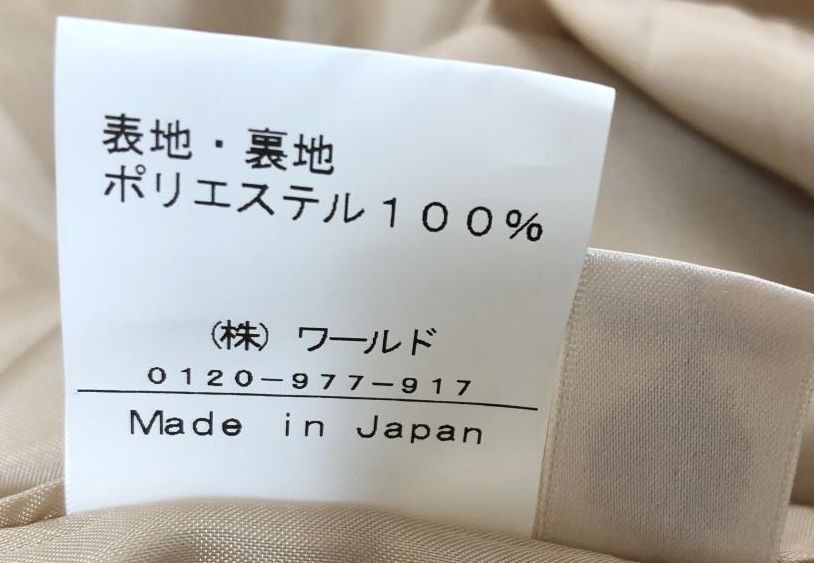 表地・裏地
ポリエステル１００％
（株）ワールド
０１２０－９７７－９１７
Ｍａｄｅ　ｉｎ　Ｊａｐａｎ